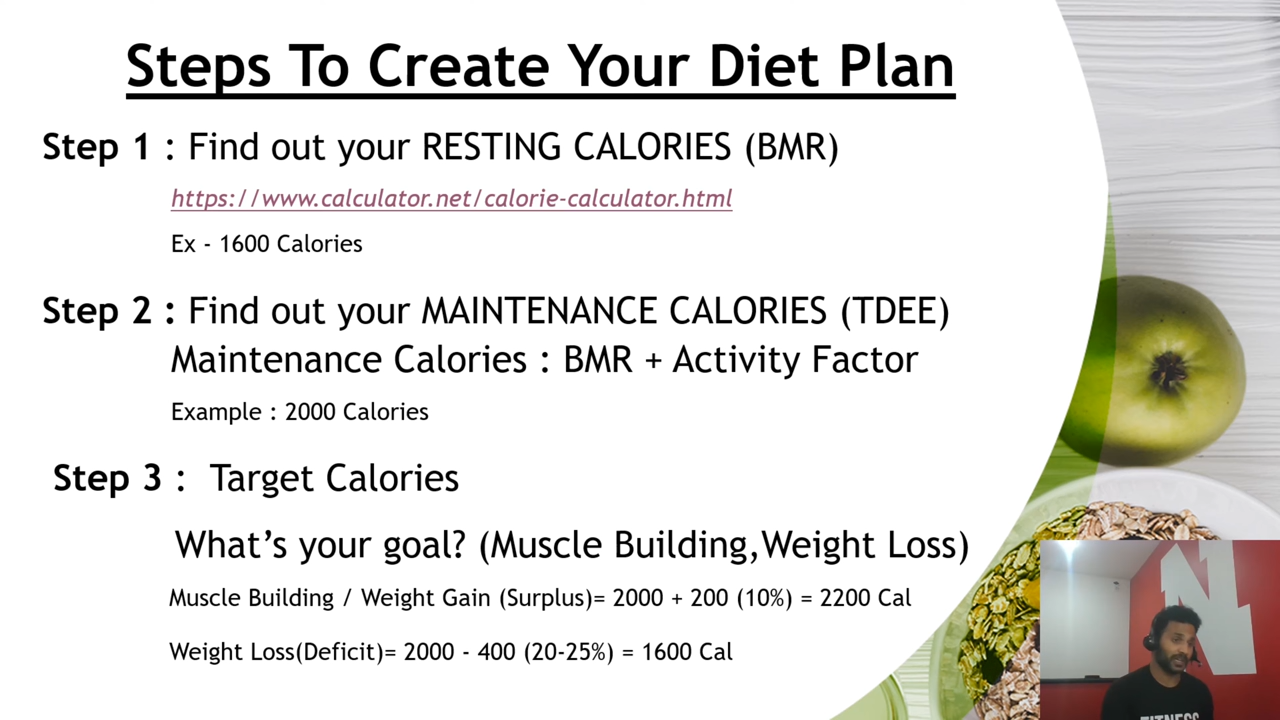 Steps To Create Your Diet Plan
Step 1 : Find out your RESTING CALORIES (BMR)
https://www.calculator.net/calorie-calculator.html
Ex - 1600 Calories
Step 2 : Find out your MAINTENANCE CALORIES (TDEE)
Maintenance Calories : BMR + Activity Factor
Example : 2000 Calories
Step 3 : Target Calories
What’s your goal? (Muscle Building,Weight Loss)
Muscle Building / Weight Gain (Surplus)= 2000 + 200 (10%) = 2200 Cal
Weight Loss(Deficit)= 2000 - 400 (20-25%) = 1600 Cal
N
FITNESS